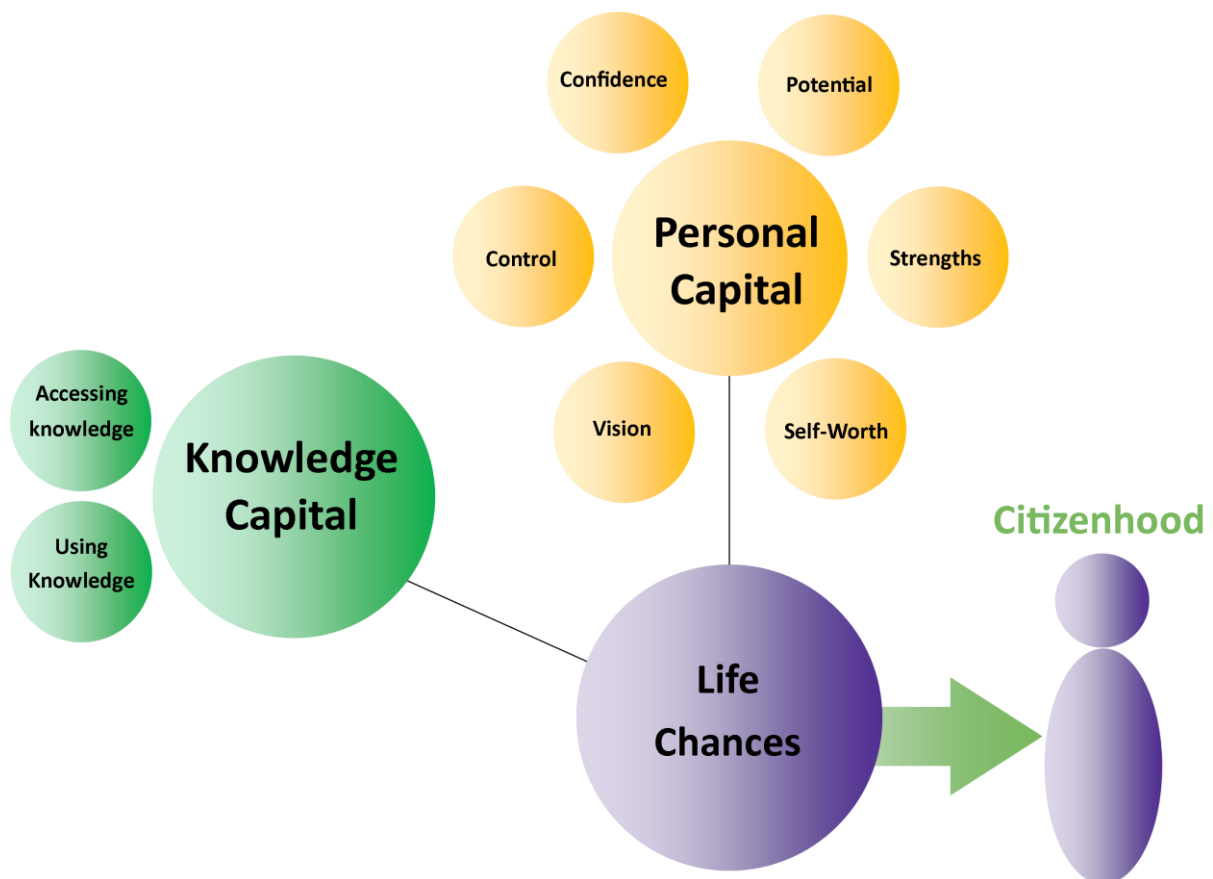 Confidence
Potential
Personal
Capital
Control
Strengths
Vision
Self-Worth
Accessing
knowledge
Knowledge
Capital
Using
Knowledge
Citizenhood
Life
Chances